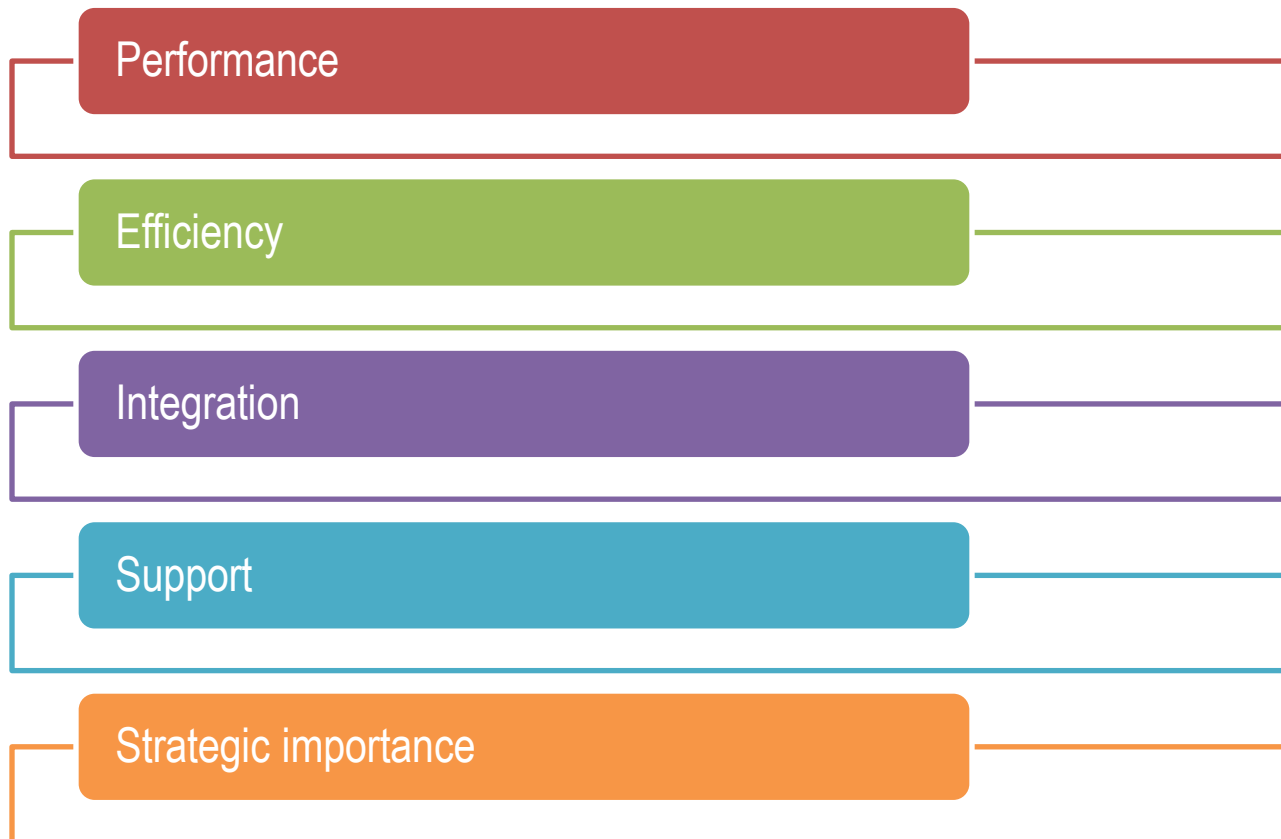 Performance
Efficiency
Integration
Support
Strategic importance